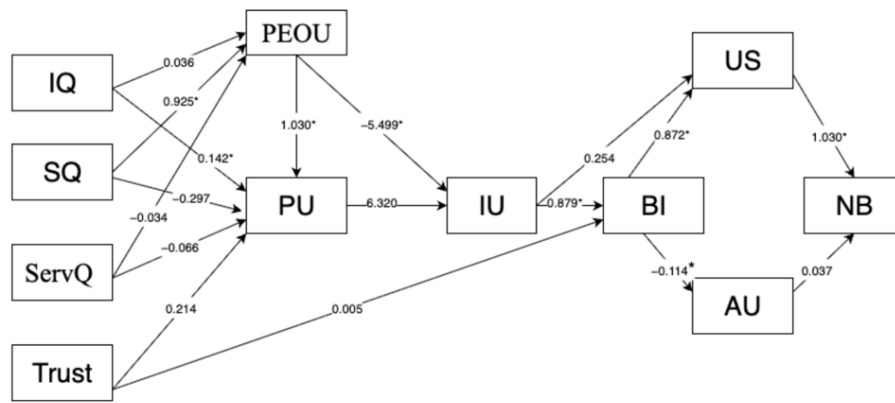 PEOU
US
IQ
0.036
0.925*
1.030*
−5.499*
0.872*
1.030*
0.254
0.142*
SQ
−0.297
PU
6.320
IU
0.879*
BI
NB
−0.034
−0.066
ServQ
−0.114*
0.037
AU
0.214
0.005
Trust